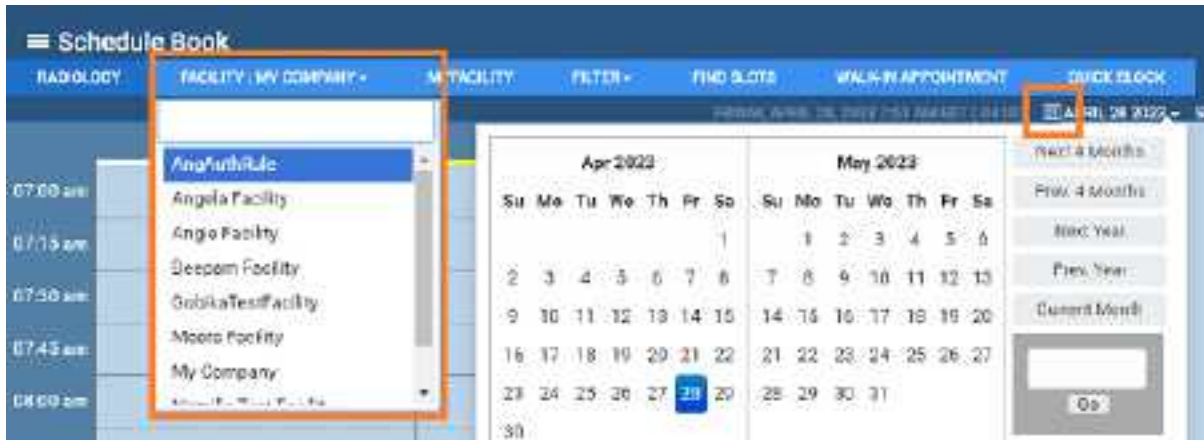 Schedule Book
RADIOLOGY FACILITY : MY COMPANY MY FACILITY FILTER FIND SLOTS WALK-IN APPOINTMENT QUICK BLOCK
FRIDAY, APRIL 28, 2023 APRIL 28 2023
AngAuthRule
Angela Facility
Angie Facility
Deepam Facility
GobikaTestFacility
Moore Facility
My Company
07:00 am
07:15 am
07:30 am
07:45 am
08:00 am
Apr 2023
Su Mo Tu We Th Fr Sa
1
2 3 4 5 6 7 8
9 10 11 12 13 14 15
16 17 18 19 20 21 22
23 24 25 26 27 28 29
30
May 2023
Su Mo Tu We Th Fr Sa
1 2 3 4 5 6
7 8 9 10 11 12 13
14 15 16 17 18 19 20
21 22 23 24 25 26 27
28 29 30 31
Next 4 Months
Prev. 4 Months
Next Year
Prev. Year
Current Month
Go